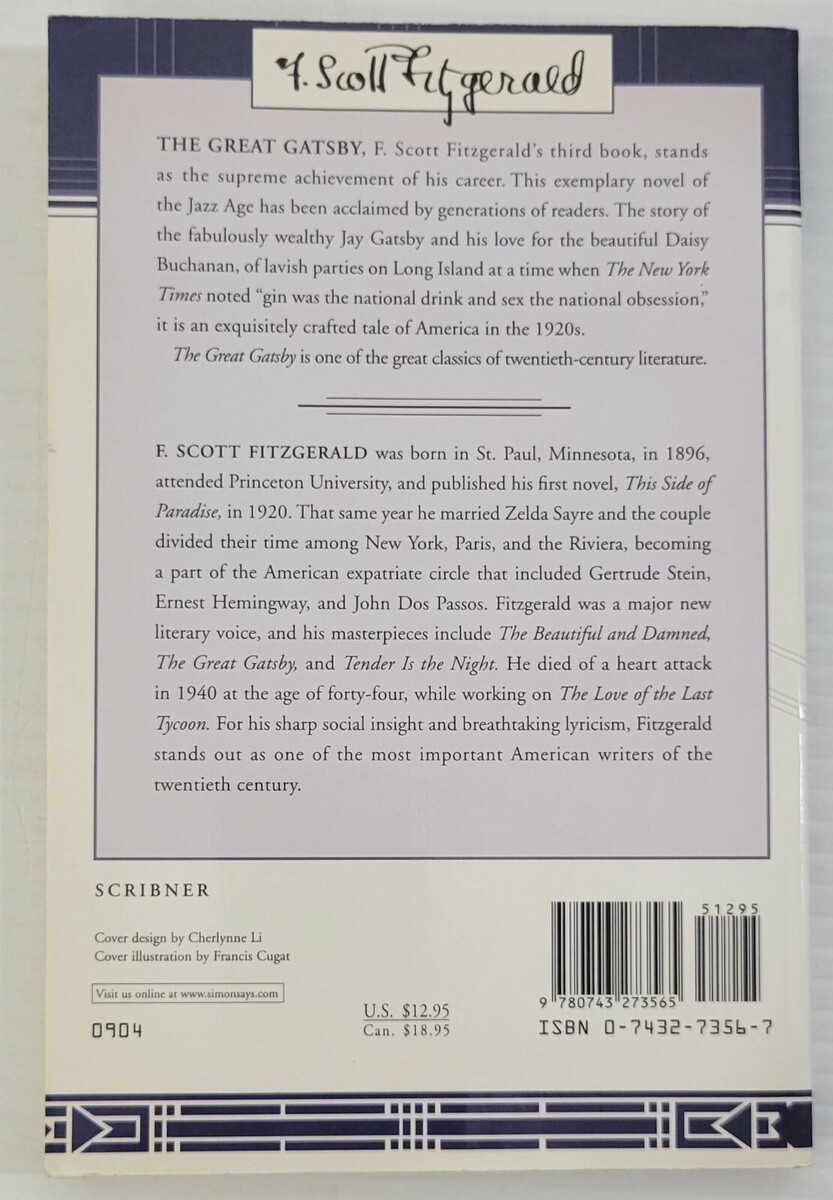 F. Scott Fitzgerald
THE GREAT GATSBY, F. Scott Fitzgerald's third book, stands
as the supreme achievement of his career. This exemplary novel of
the Jazz Age has been acclaimed by generations of readers. The story of
the fabulously wealthy Jay Gatsby and his love for the beautiful Daisy
Buchanan, of lavish parties on Long Island at a time when The New York
Times noted "gin was the national drink and sex the national obsession,"
it is an exquisitely crafted tale of America in the 1920s.
The Great Gatsby is one of the great classics of twentieth-century literature.
F. SCOTT FITZGERALD was born in St. Paul, Minnesota, in 1896,
attended Princeton University, and published his first novel, This Side of
Paradise, in 1920. That same year he married Zelda Sayre and the couple
divided their time among New York, Paris, and the Riviera, becoming
a part of the American expatriate circle that included Gertrude Stein,
Ernest Hemingway, and John Dos Passos. Fitzgerald was a major new
literary voice, and his masterpieces include The Beautiful and Damned,
The Great Gatsby, and Tender Is the Night. He died of a heart attack
in 1940 at the age of forty-four, while working on The Love of the Last
Tycoon. For his sharp social insight and breathtaking lyricism, Fitzgerald
stands out as one of the most important American writers of the
twentieth century.
SCRIBNER
Cover design by Cherlynne Li
Cover illustration by Francis Cugat
Visit us online at www.simonsays.com
0904
U.S. $12.95
Can. $18.95
51295
9 780743 273565
ISBN 0-7432-7356-7